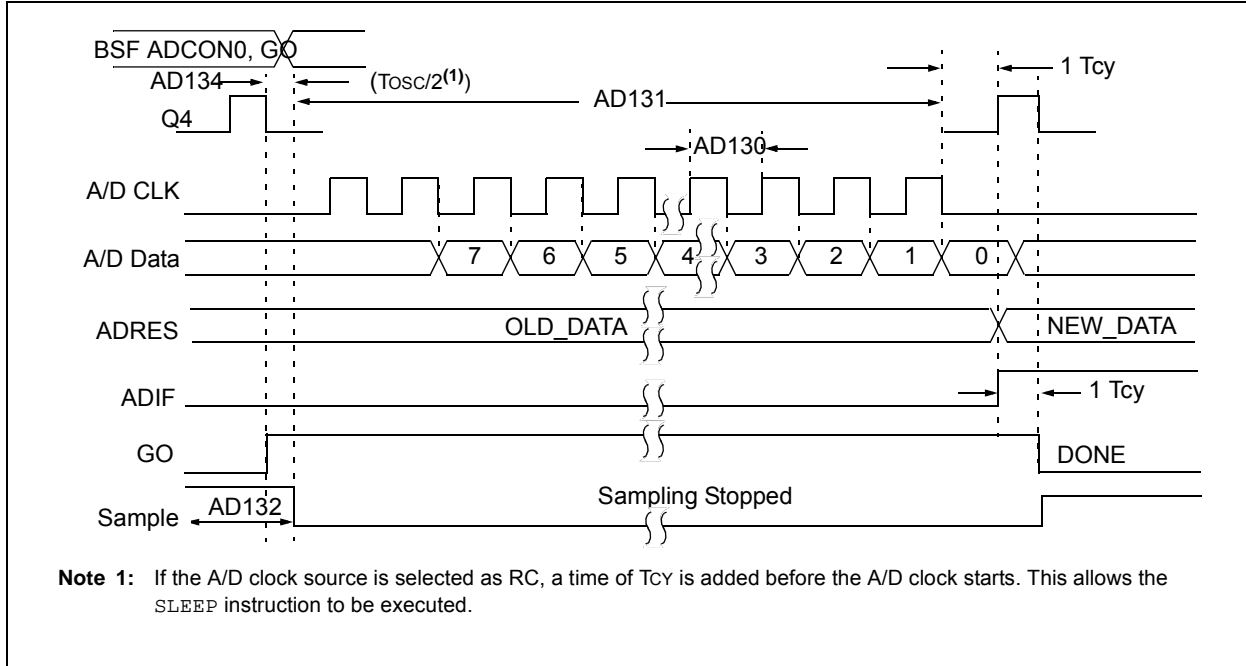 BSF ADCON0, GO
AD134 (TOSC/2(1)) 1 TCY
AD131
Q4
AD130
A/D CLK
A/D Data 7 6 5 4 3 2 1 0
ADRES OLD_DATA NEW_DATA
ADIF 1 TCY
GO DONE
Sample AD132 Sampling Stopped
Note 1: If the A/D clock source is selected as RC, a time of TCY is added before the A/D clock starts. This allows the
SLEEP instruction to be executed.